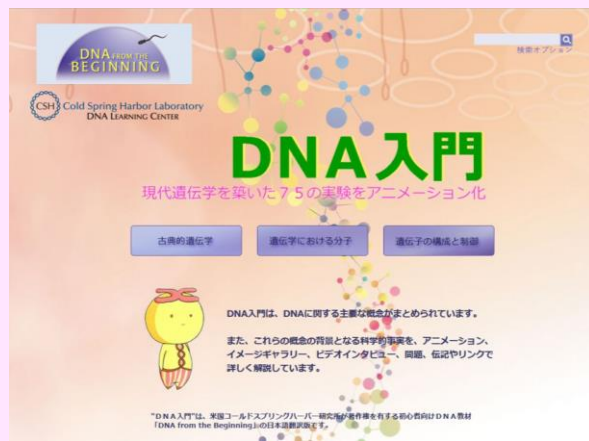 DNA FROM THE
BEGINNING
検索オプション
CSH Cold Spring Harbor Laboratory
DNA LEARNING CENTER
DNA入門
現代遺伝学を築いた７５の実験をアニメーション化
古典的遺伝学
遺伝学における分子
遺伝子の構成と制御
DNA入門は、DNAに関する主要な概念がまとめられています。
また、これらの概念の背景となる科学的事実を、アニメーション、
イメージギャラリー、ビデオインタビュー、問題、伝記やリンクで
詳しく解説しています。
"ＤＮＡ入門"は、米国コールドスプリングハーバー研究所が著作権を有する初心者向けＤＮＡ教材
「DNA from the Beginning」の日本語翻訳版です。